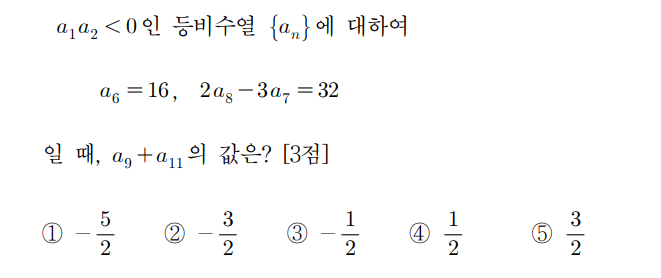 a₁a₂ < 0인 등비수열 {aₙ}에 대하여
a₆ = 16, 2a₈ − 3a₇ = 32
일 때, a₉ + a₁₁의 값은? [3점]
① −5/2 ② −3/2 ③ −1/2 ④ 1/2 ⑤ 3/2